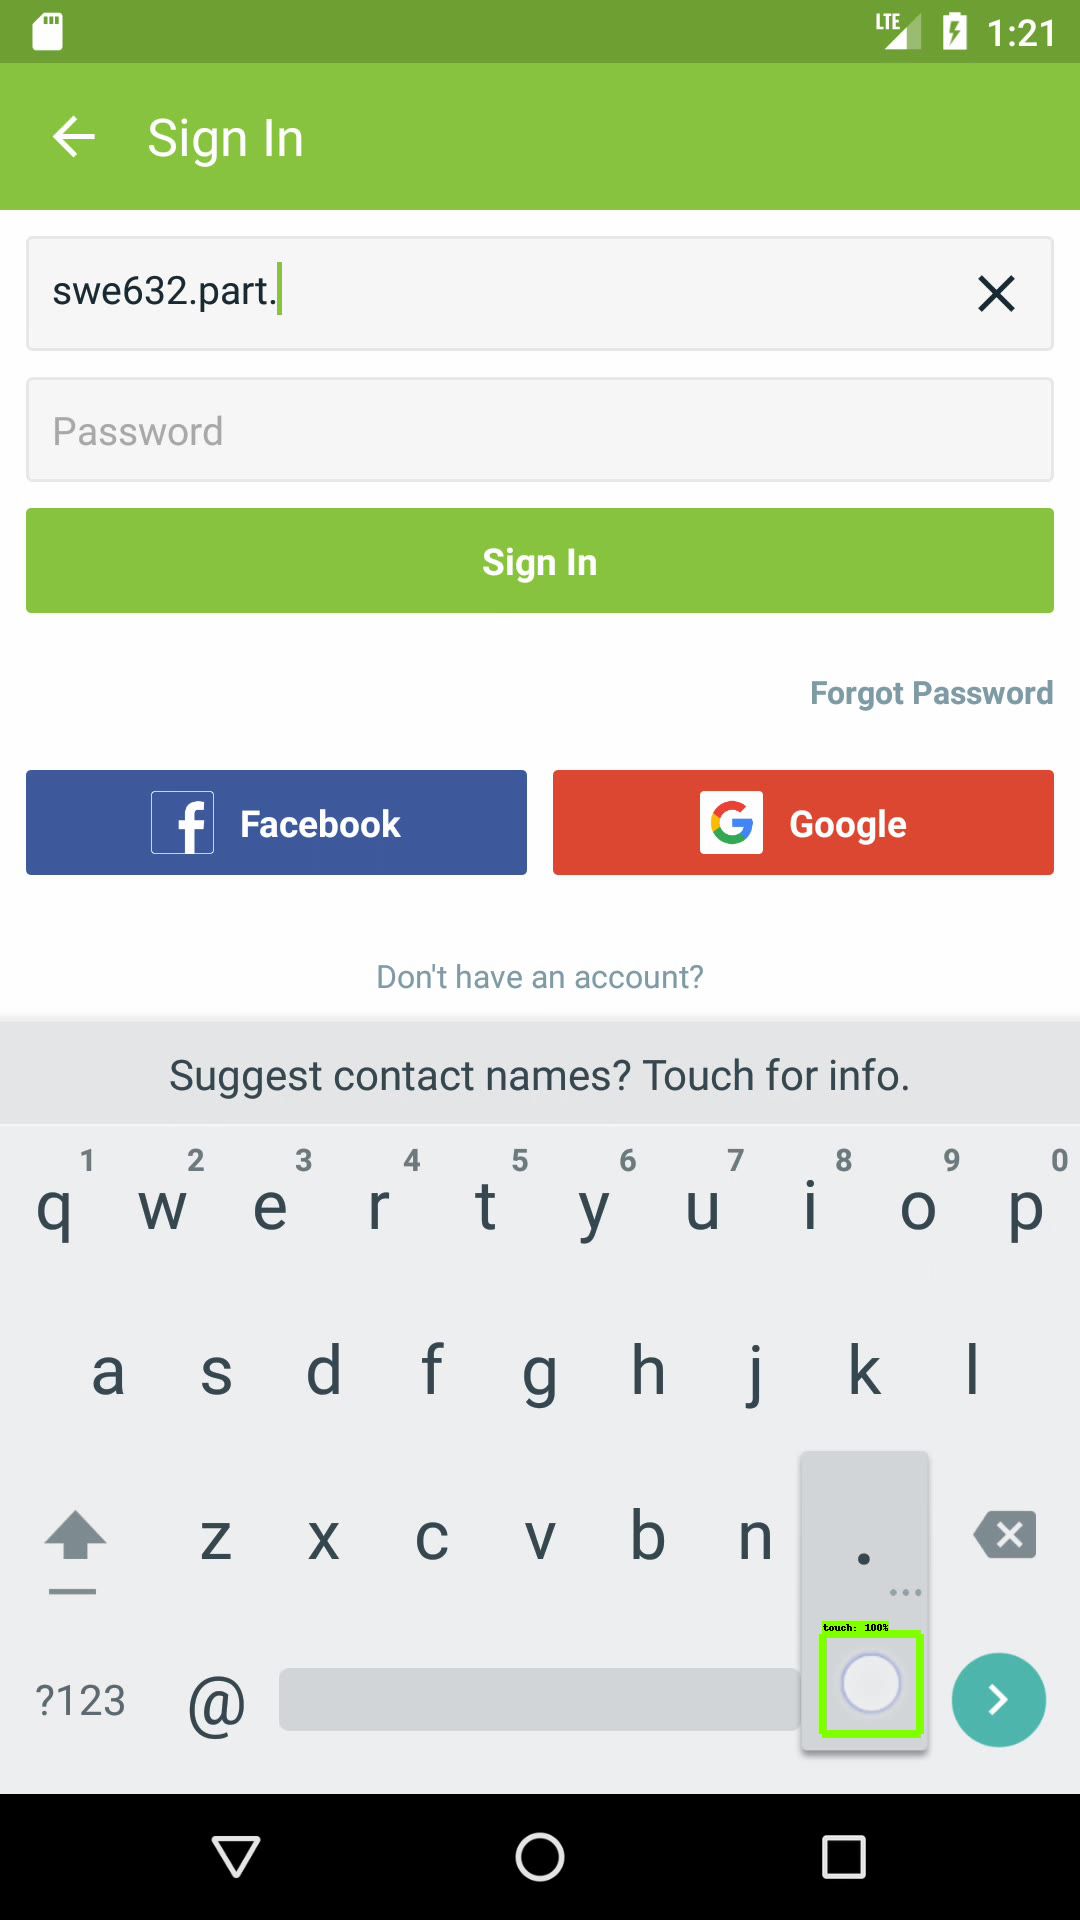 LTE 1:21
Sign In
swe632.part.
Password
Sign In
Forgot Password
Facebook Google
Don't have an account?
Suggest contact names? Touch for info.
1 2 3 4 5 6 7 8 9 0
q w e r t y u i o p
a s d f g h j k l
z x c v b n .
touch: 100%
?123 @